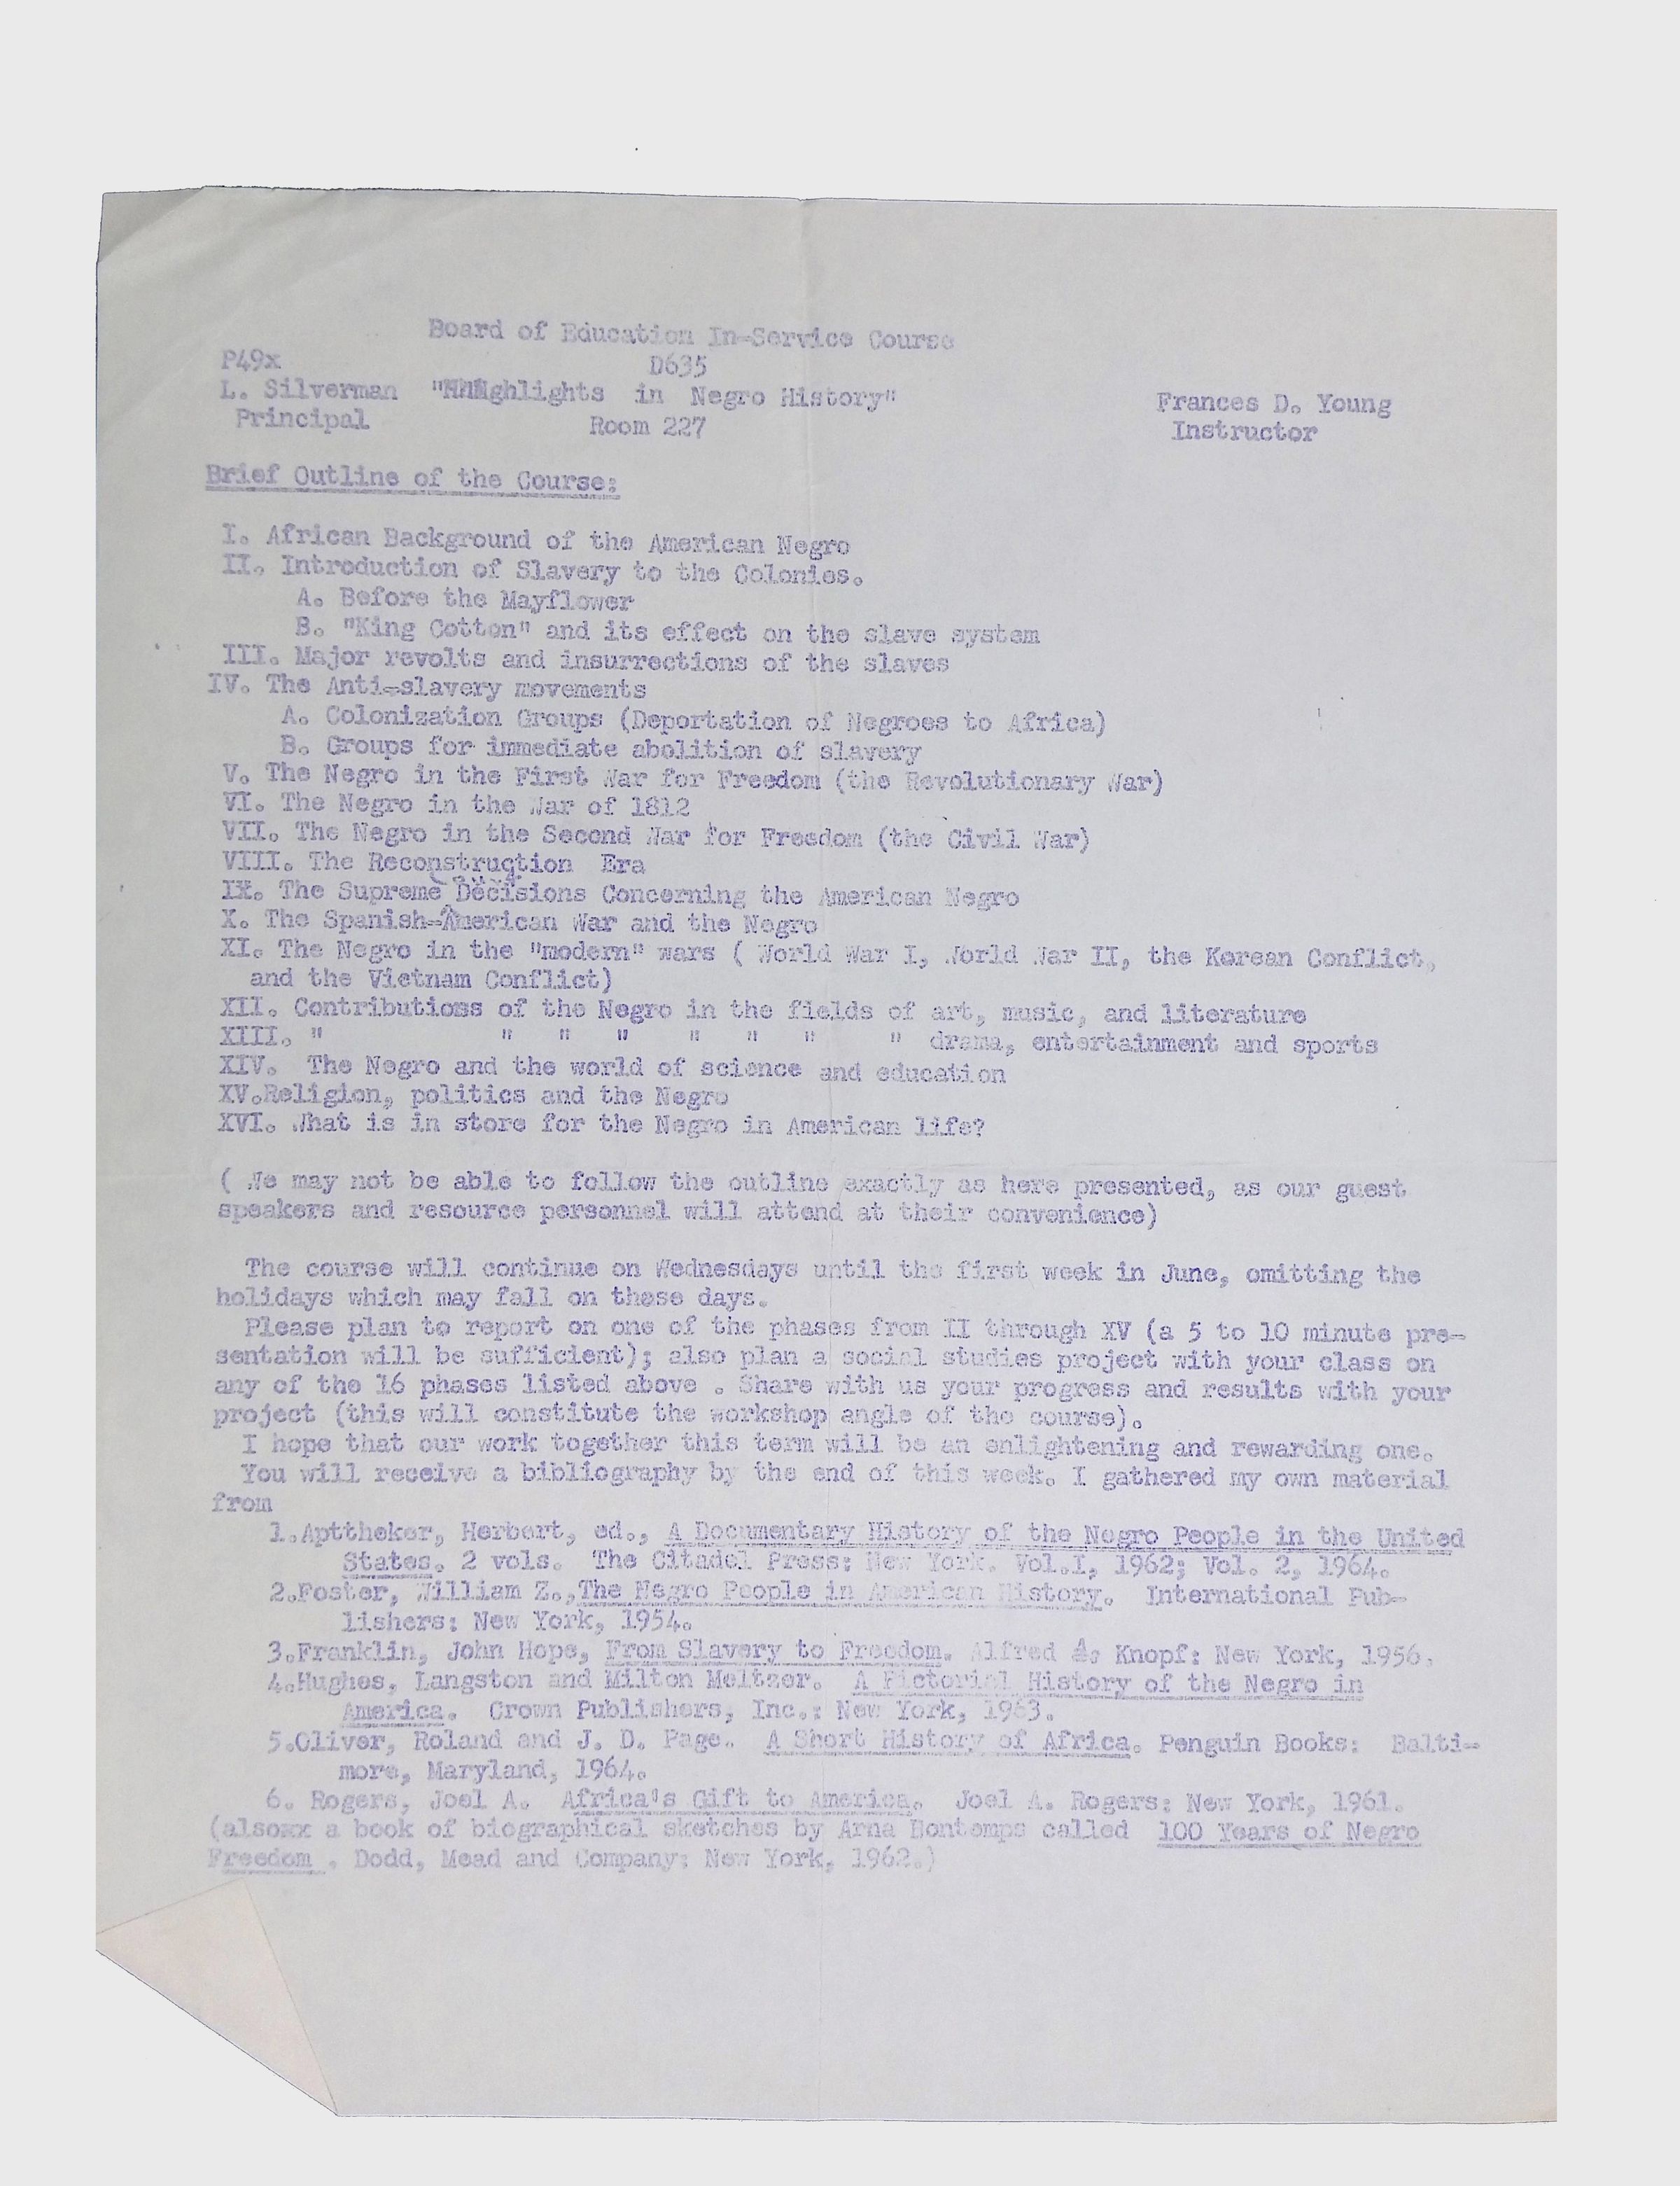 Board of Education In-Service Course
P49x D635
L. Silverman "Highlights in Negro History" Frances D. Young
Principal Room 227 Instructor
Brief Outline of the Course:
I. African Background of the American Negro
II. Introduction of Slavery to the Colonies.
A. Before the Mayflower
B. "King Cotton" and its effect on the slave system
III. Major revolts and insurrections of the slaves
IV. The Anti-slavery movements
A. Colonization Groups (Deportation of Negroes to Africa)
B. Groups for immediate abolition of slavery
V. The Negro in the First War for Freedom (the Revolutionary War)
VI. The Negro in the War of 1812
VII. The Negro in the Second War for Freedom (the Civil War)
VIII. The Reconstruction Era
IX. The Supreme Court Decisions Concerning the American Negro
X. The Spanish-American War and the Negro
XI. The Negro in the "modern" wars ( World War I, World War II, the Korean Conflict,
and the Vietnam Conflict)
XII. Contributions of the Negro in the fields of art, music, and literature
XIII. " " " " " " " " drama, entertainment and sports
XIV. The Negro and the world of science and education
XV.Religion, politics and the Negro
XVI. What is in store for the Negro in American life?
( We may not be able to follow the outline exactly as here presented, as our guest
speakers and resource personnel will attend at their convenience)
The course will continue on Wednesdays until the first week in June, omitting the
holidays which may fall on these days.
Please plan to report on one of the phases from II through XV (a 5 to 10 minute pre-
sentation will be sufficient); also plan a social studies project with your class on
any of the 16 phases listed above . Share with us your progress and results with your
project (this will constitute the workshop angle of the course).
I hope that our work together this term will be an enlightening and rewarding one.
You will receive a bibliography by the end of this week. I gathered my own material
from
1.Apttheker, Herbert, ed., A Documentary History of the Negro People in the United
States. 2 vols. The Citadel Press: New York. Vol.I, 1962; Vol. 2, 1964.
2.Foster, William Z.,The Negro People in American History. International Pub-
lishers: New York, 1954.
3.Franklin, John Hope, From Slavery to Freedom. Alfred A. Knopf: New York, 1956.
4.Hughes, Langston and Milton Meltzer. A Pictorial History of the Negro in
America. Crown Publishers, Inc.: New York, 1963.
5.Oliver, Roland and J. D. Page. A Short History of Africa. Penguin Books: Balti-
more, Maryland, 1964.
6. Rogers, Joel A. Africa's Gift to America. Joel A. Rogers: New York, 1961.
(alsoxx a book of biographical sketches by Arna Bontemps called 100 Years of Negro
Freedom . Dodd, Mead and Company: New York, 1962.)